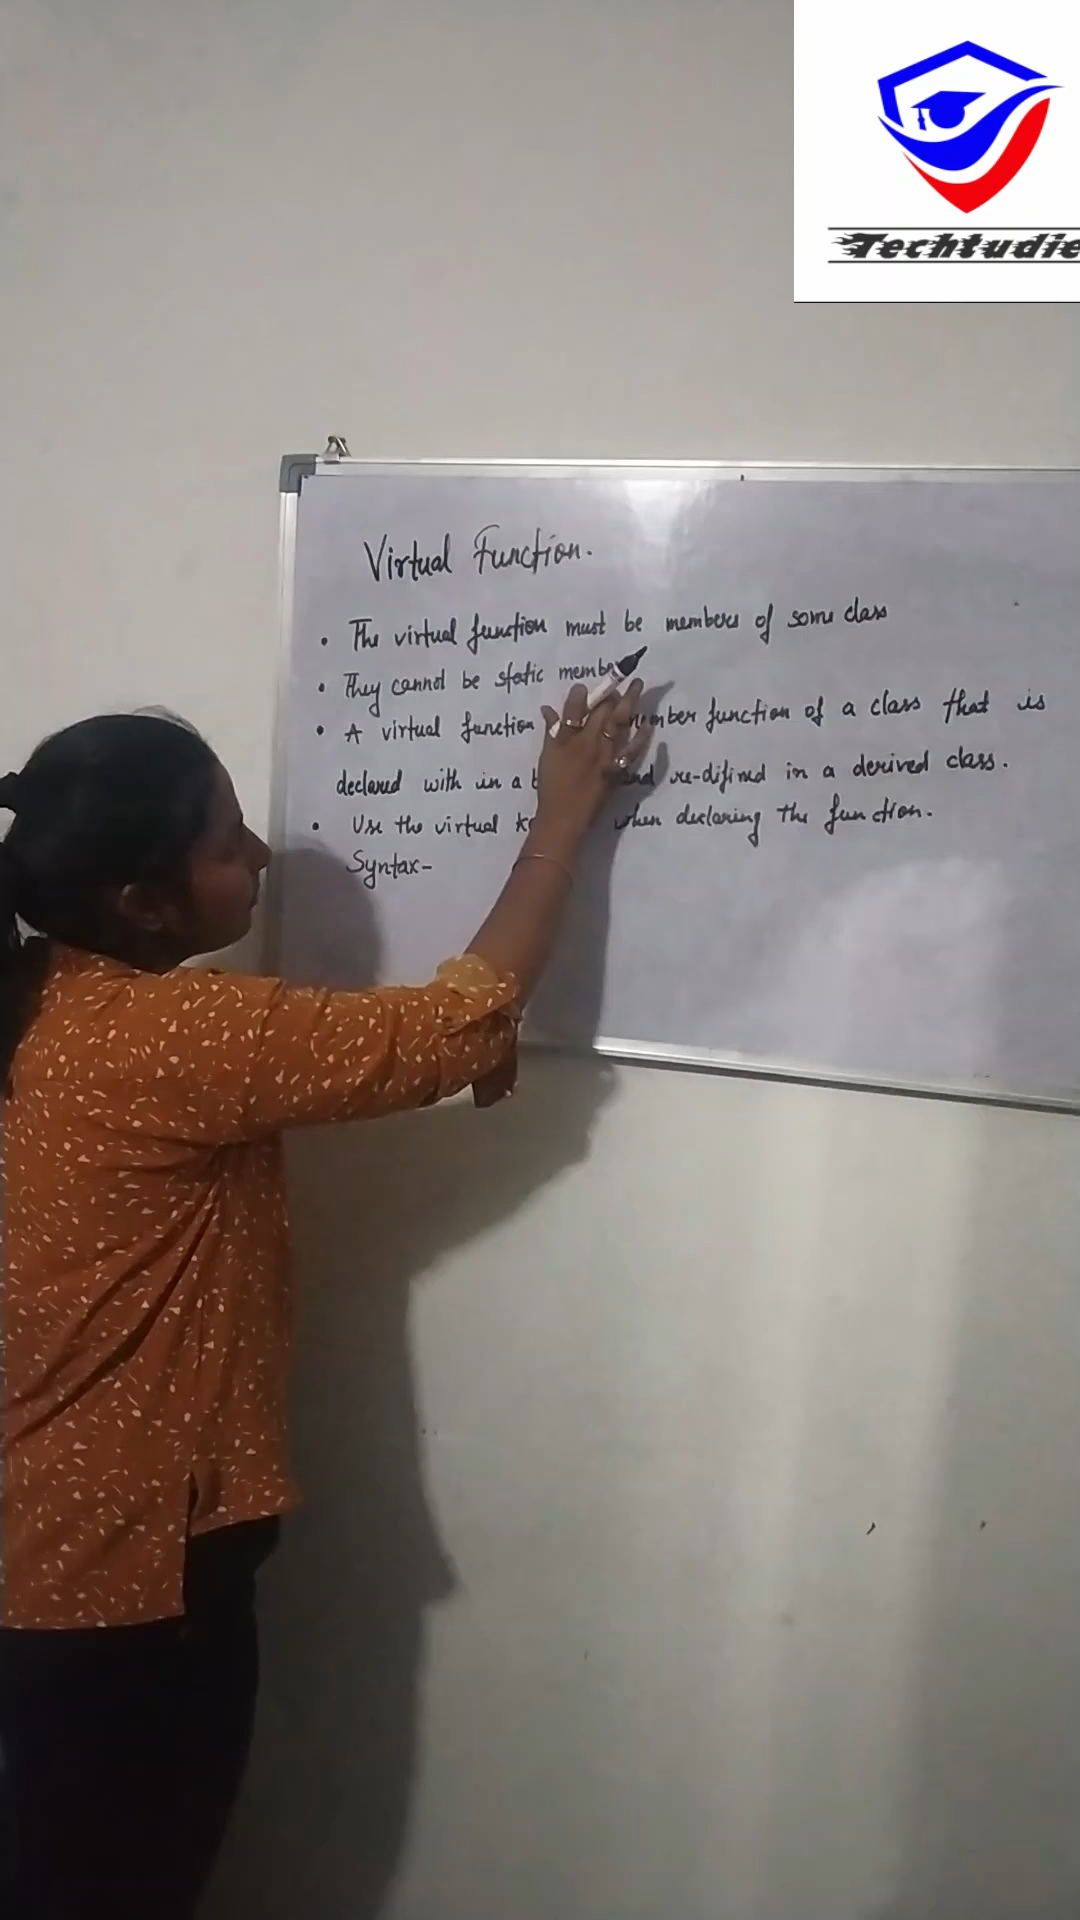 Techtudie
Virtual Function.
• The virtual function must be members of some class
• They cannot be static membe
• A virtual function member function of a class that is
declared with in a and re-difined in a derived class.
• Use the virtual when declaring the function.
Syntax-